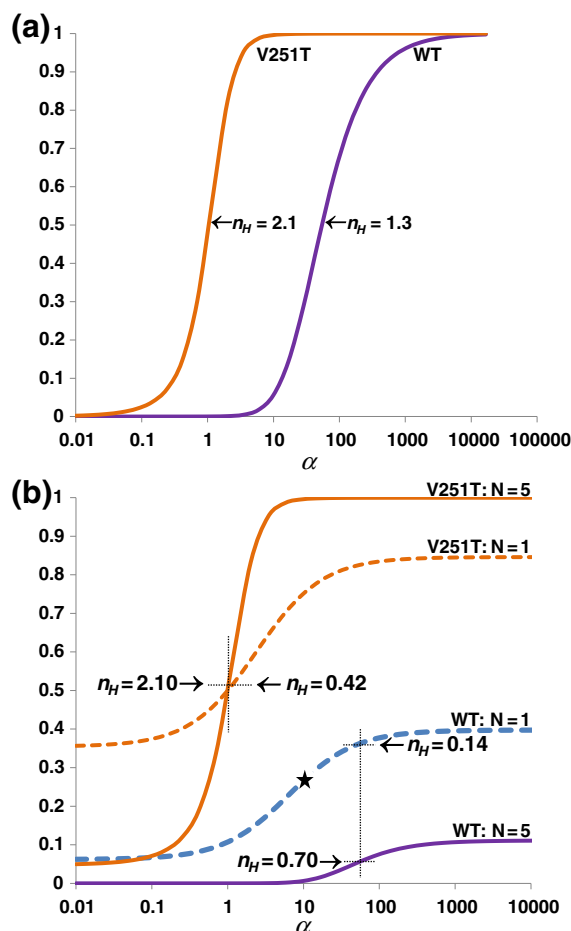 (a)
1
0.9
0.8
0.7
0.6
0.5
0.4
0.3
0.2
0.1
0
V251T
WT
←nH = 2.1
←nH = 1.3
0.01 0.1 1 10 100 1000 10000 100000
α
(b)
1
0.9
0.8
0.7
0.6
0.5
0.4
0.3
0.2
0.1
0
V251T: N = 5
V251T: N = 1
nH = 2.10→
←nH = 0.42
WT: N = 1
←nH = 0.14
★
nH = 0.70→
WT: N = 5
0.01 0.1 1 10 100 1000 10000
α